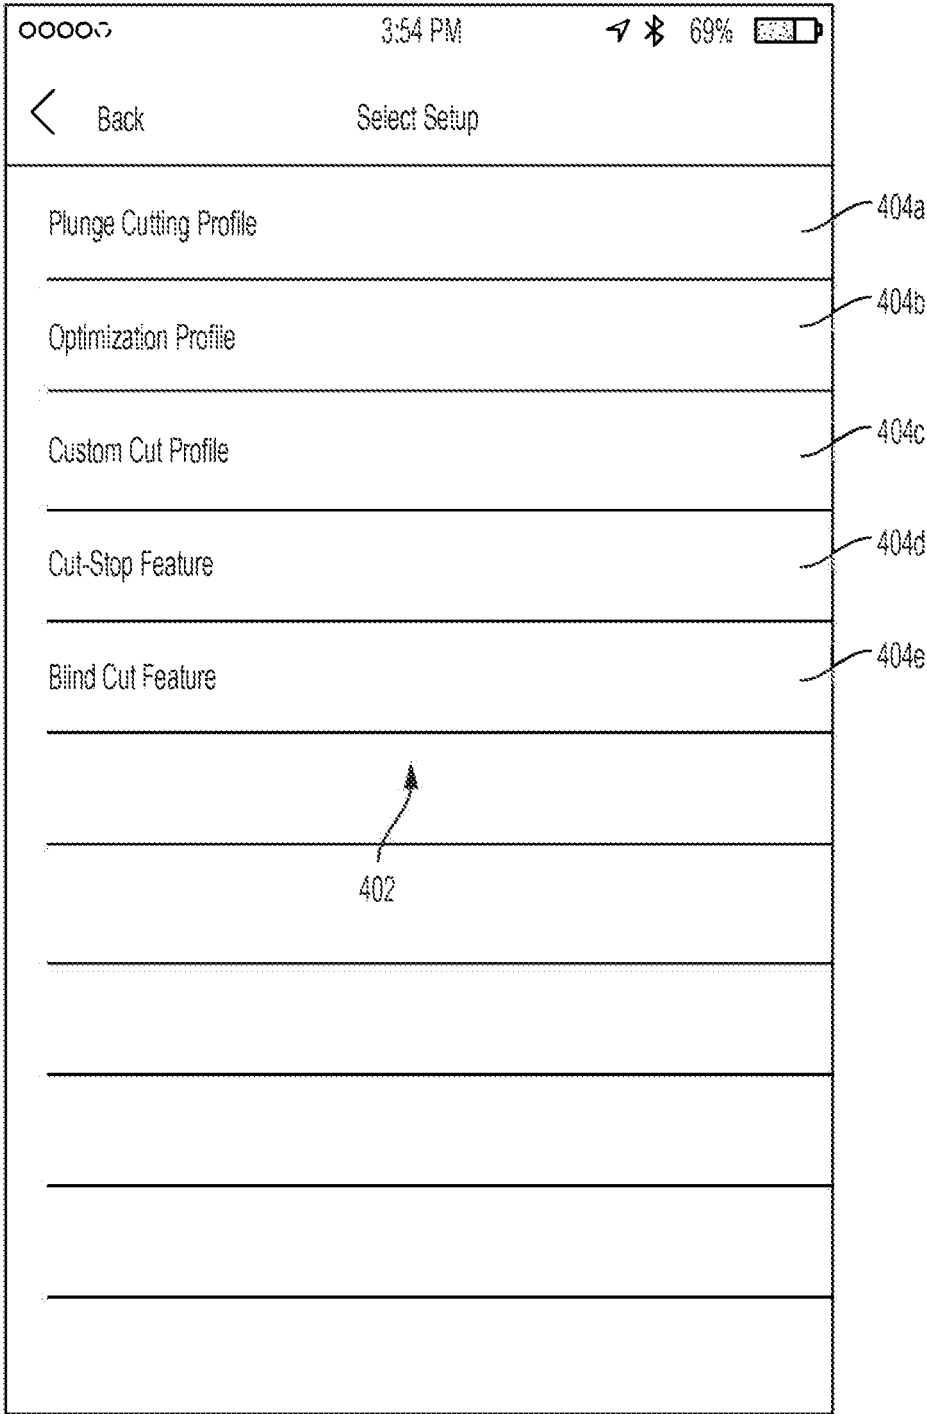 3:54 PM 69%
Back Select Setup
Plunge Cutting Profile 404a
Optimization Profile 404b
Custom Cut Profile 404c
Cut-Stop Feature 404d
Blind Cut Feature 404e
402